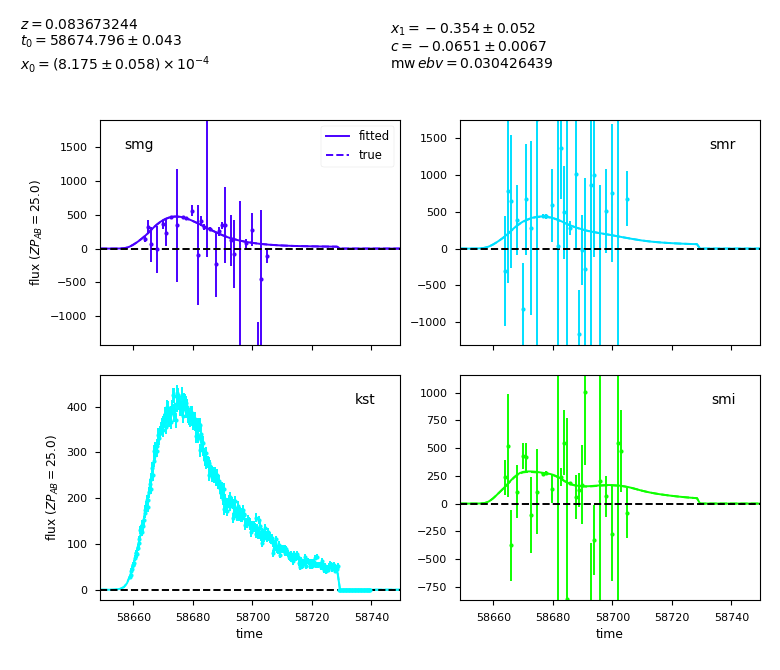 z = 0.083673244
t₀ = 58674.796 ± 0.043
x₀ = (8.175 ± 0.058) × 10⁻⁴
x₁ = −0.354 ± 0.052
c = −0.0651 ± 0.0067
mw ebv = 0.030426439
smg
fitted
true
1500
1000
500
0
−500
−1000
flux (ZP_AB = 25.0)
smr
1500
1000
500
0
−500
−1000
kst
400
300
200
100
0
flux (ZP_AB = 25.0)
58660 58680 58700 58720 58740
time
smi
1000
750
500
250
0
−250
−500
−750
58660 58680 58700 58720 58740
time